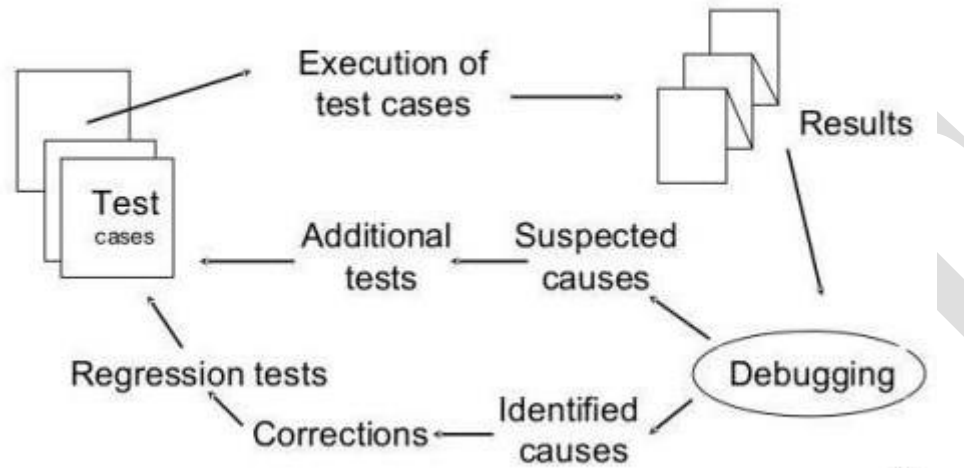 Execution of
test cases
Results
Test
cases
Additional
tests
Suspected
causes
Debugging
Regression tests
Identified
causes
Corrections